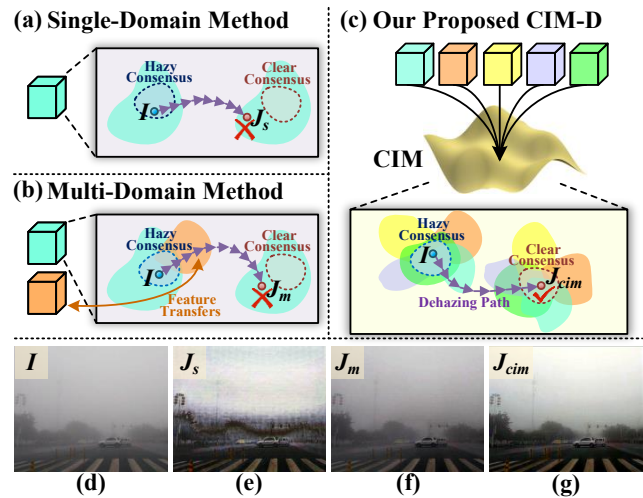 (a) Single-Domain Method
Hazy
Consensus
Clear
Consensus
I
J_s
(b) Multi-Domain Method
Hazy
Consensus
Clear
Consensus
I
J_m
Feature
Transfers
(c) Our Proposed CIM-D
CIM
Hazy
Consensus
I
Clear
Consensus
J_cim
Dehazing Path
I
J_s
J_m
J_cim
(d)
(e)
(f)
(g)